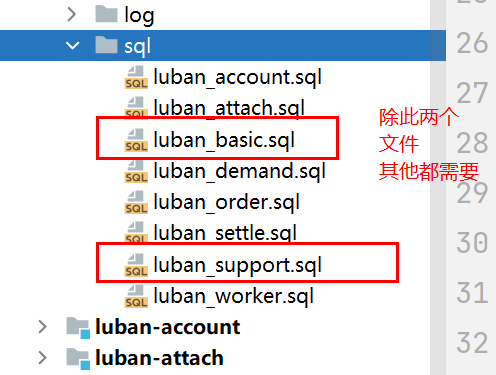 log
sql
luban_account.sql
luban_attach.sql
luban_basic.sql
luban_demand.sql
luban_order.sql
luban_settle.sql
luban_support.sql
luban_worker.sql
luban-account
luban-attach
除此两个
文件
其他都需要
26
27
28
29
30
31
32